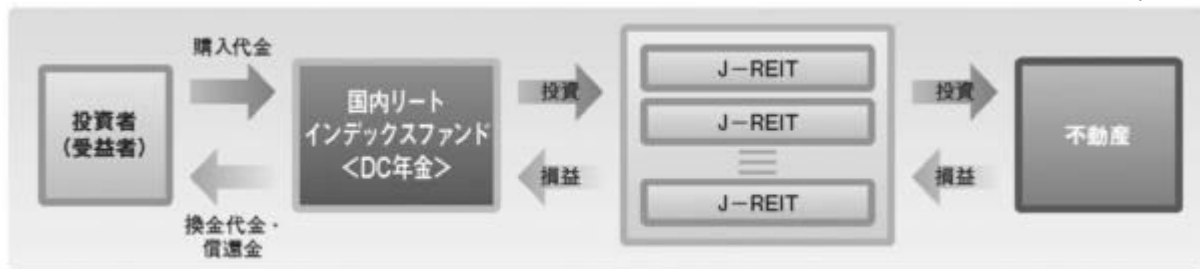 購入代金
投資者
(受益者)
換金代金・
償還金
国内リート
インデックスファンド
<DC年金>
投資
損益
J-REIT
J-REIT
J-REIT
投資
損益
不動産